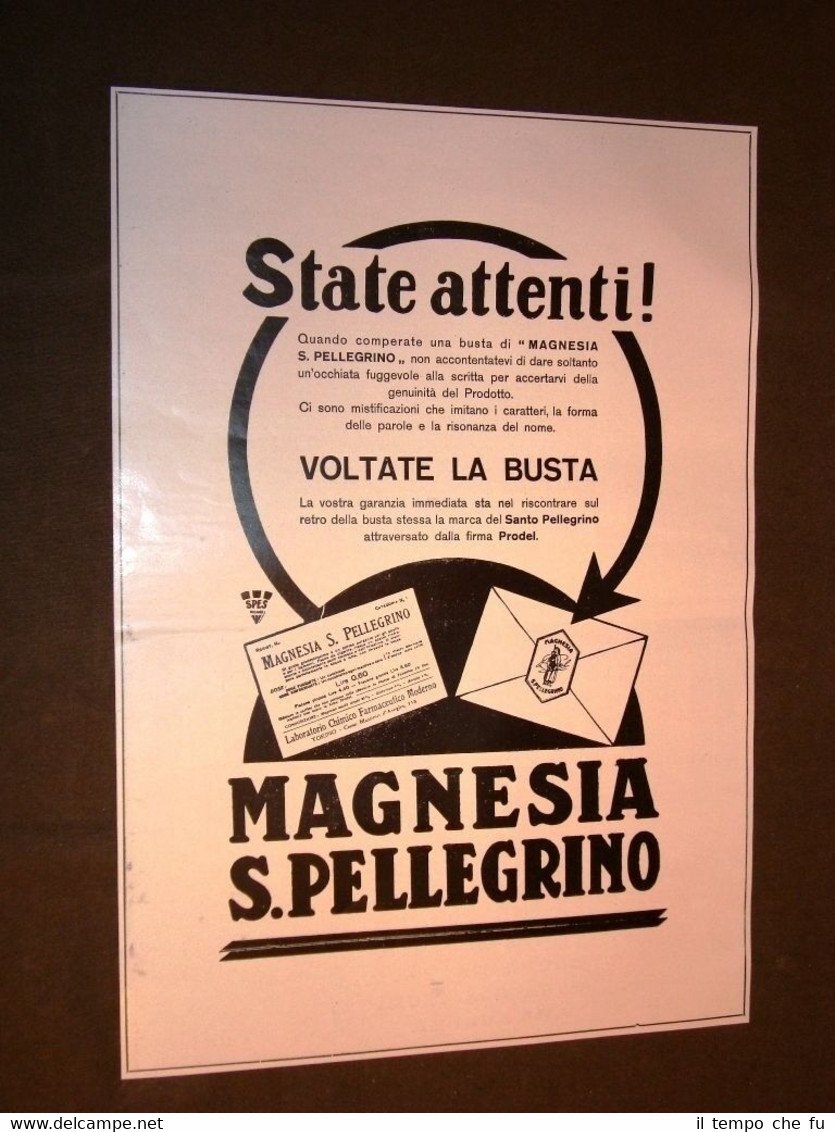 State attenti!
Quando comperate una busta di “ MAGNESIA
S. PELLEGRINO „ non accontentatevi di dare soltanto
un'occhiata fuggevole alla scritta per accertarvi della
genuinità del Prodotto.
Ci sono mistificazioni che imitano i caratteri, la forma
delle parole e la risonanza del nome.
VOLTATE LA BUSTA
La vostra garanzia immediata sta nel riscontrare sul
retro della busta stessa la marca del Santo Pellegrino
attraversato dalla firma Prodel.
SPES
MAGNESIA S. PELLEGRINO
Lire 0,60
Laboratorio Chimico Farmaceutico Moderno
TORINO
MAGNESIA
S. PELLEGRINO
MAGNESIA
S. PELLEGRINO
www.delcampe.net
il tempo che fu